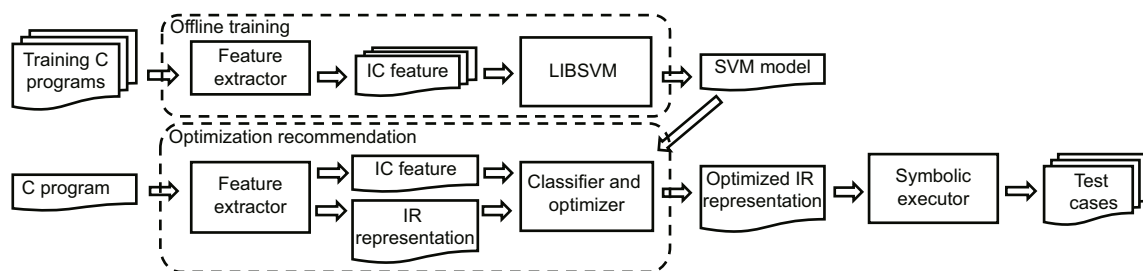 Offline training
Training C
programs
Feature
extractor
IC feature
LIBSVM
SVM model
Optimization recommendation
C program
Feature
extractor
IC feature
IR
representation
Classifier and
optimizer
Optimized IR
representation
Symbolic
executor
Test
cases